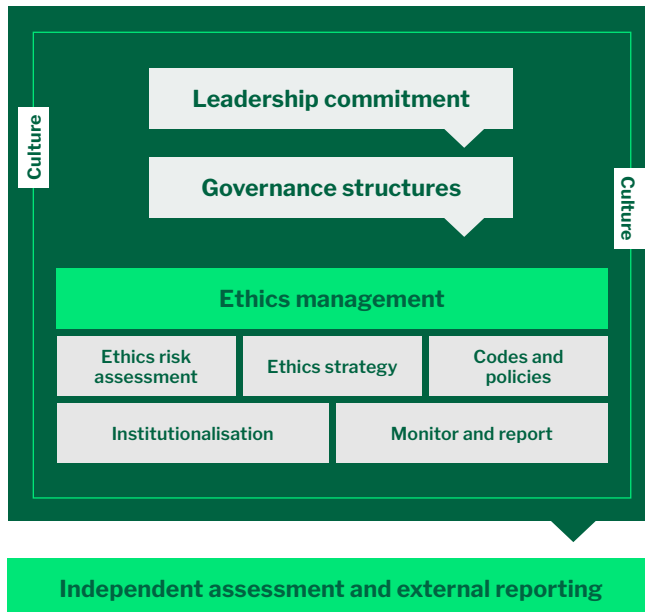 Leadership commitment
Culture
Governance structures
Culture
Ethics management
Ethics risk
assessment
Ethics strategy
Codes and
policies
Institutionalisation
Monitor and report
Independent assessment and external reporting